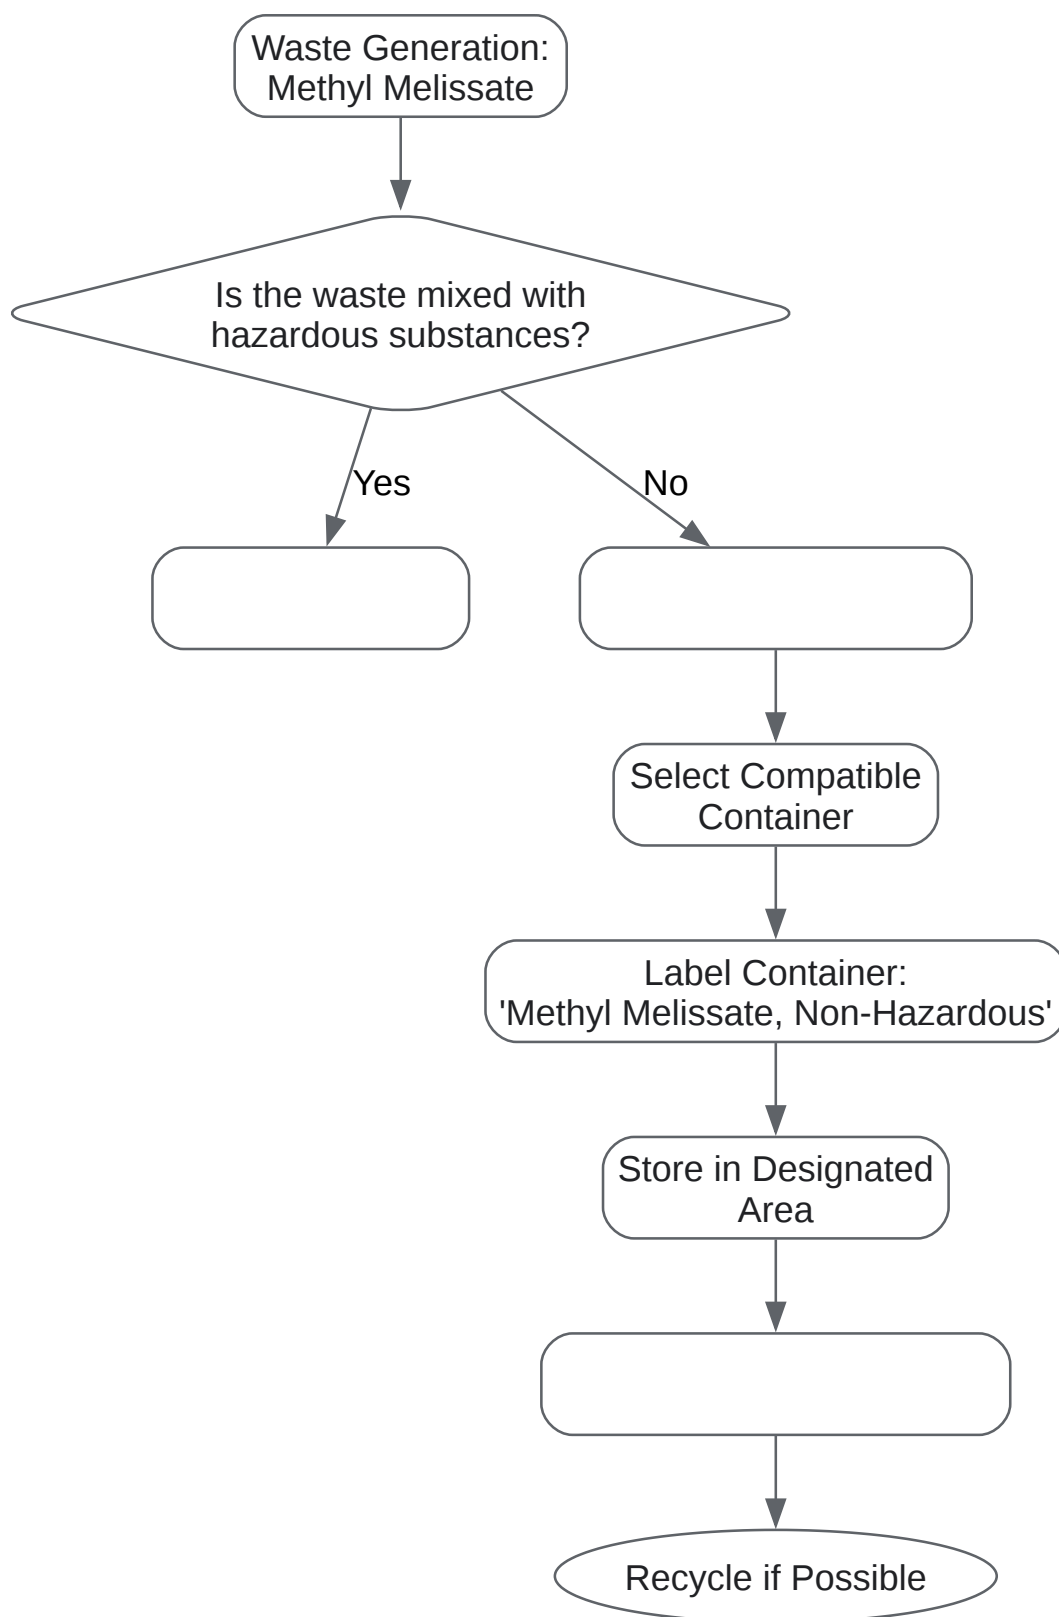 Waste Generation:
Methyl Melissate
Is the waste mixed with
hazardous substances?
Yes
No
Select Compatible
Container
Label Container:
'Methyl Melissate, Non-Hazardous'
Store in Designated
Area
Recycle if Possible